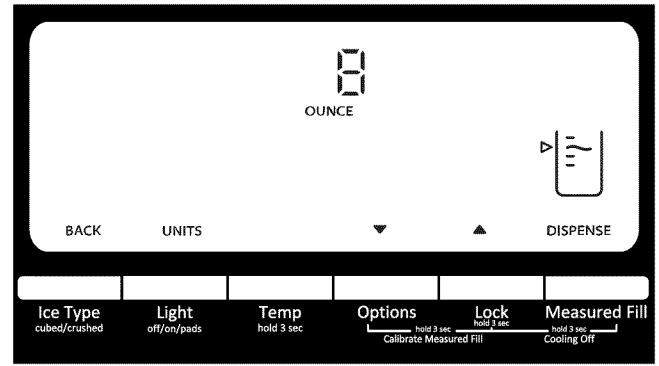 8
OUNCE
BACK UNITS ▼ ▲ DISPENSE
Ice Type Light Temp Options Lock Measured Fill
cubed/crushed off/on/pads hold 3 sec hold 3 sec hold 3 sec hold 3 sec
Calibrate Measured Fill Cooling Off